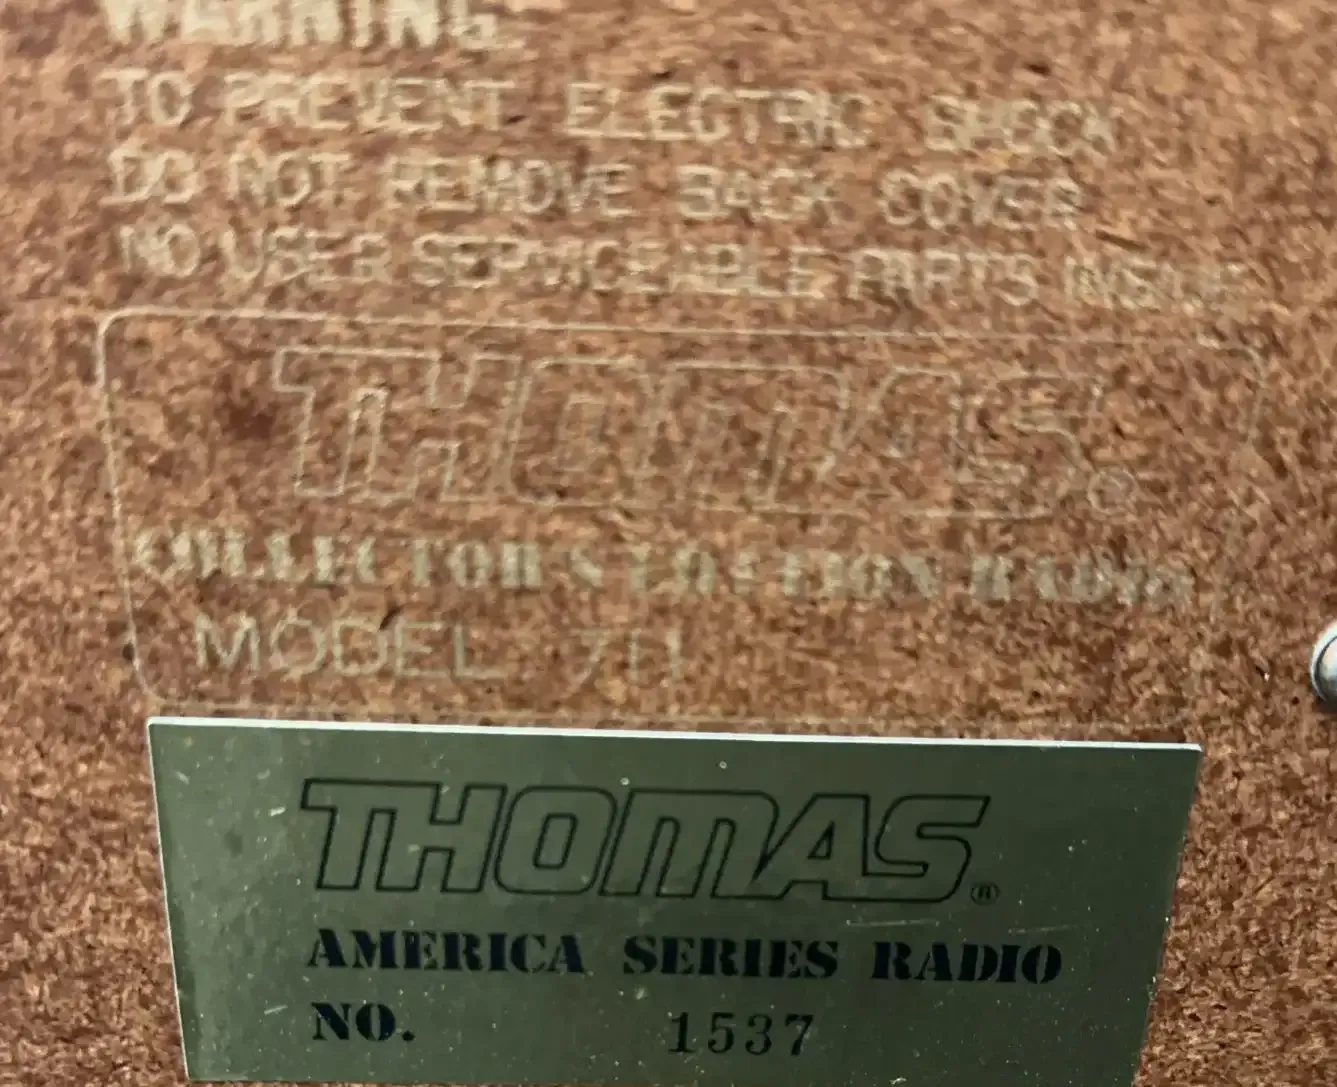 WARNING
TO PREVENT ELECTRIC SHOCK
DO NOT REMOVE BACK COVER
NO USER SERVICEABLE PARTS INSIDE
THOMAS®
COLLECTOR'S EDITION RADIO
MODEL
THOMAS®
AMERICA SERIES RADIO
NO. 1537